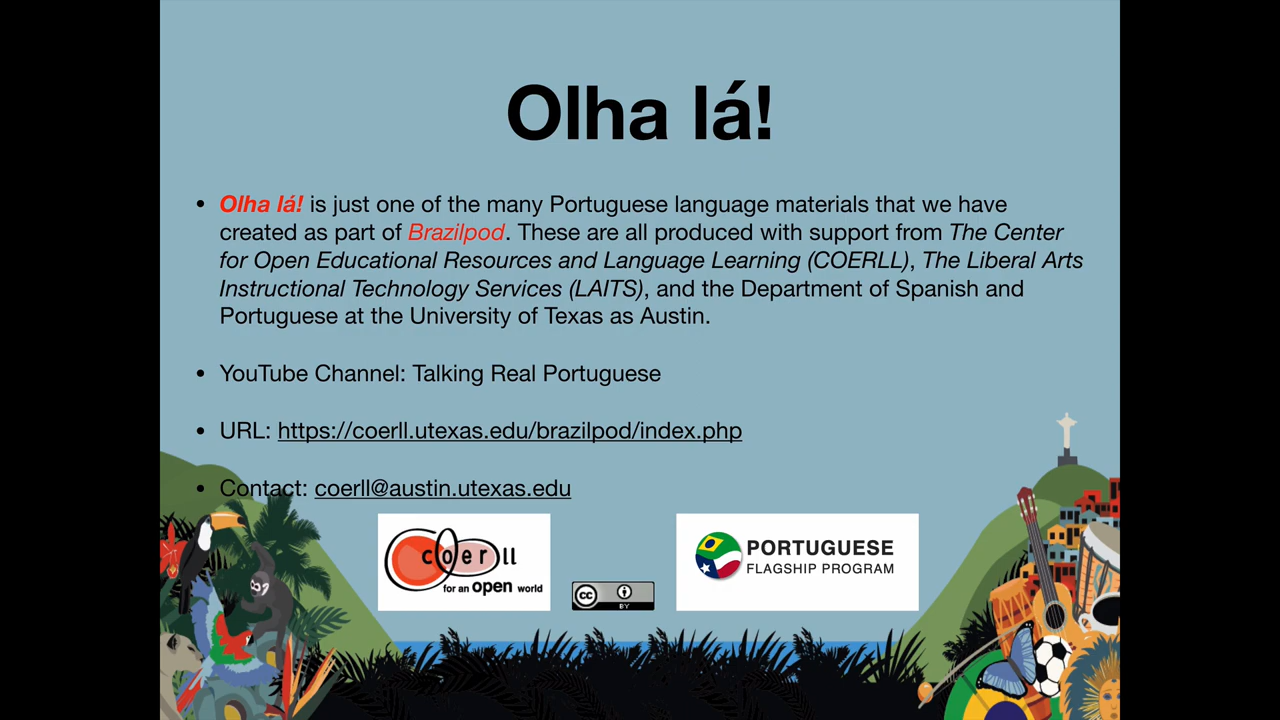 Olha lá!
• Olha lá! is just one of the many Portuguese language materials that we have
created as part of Brazilpod. These are all produced with support from The Center
for Open Educational Resources and Language Learning (COERLL), The Liberal Arts
Instructional Technology Services (LAITS), and the Department of Spanish and
Portuguese at the University of Texas as Austin.
• YouTube Channel: Talking Real Portuguese
• URL: https://coerll.utexas.edu/brazilpod/index.php
• Contact: coerll@austin.utexas.edu
coerll
for an open world
cc
BY
PORTUGUESE
FLAGSHIP PROGRAM